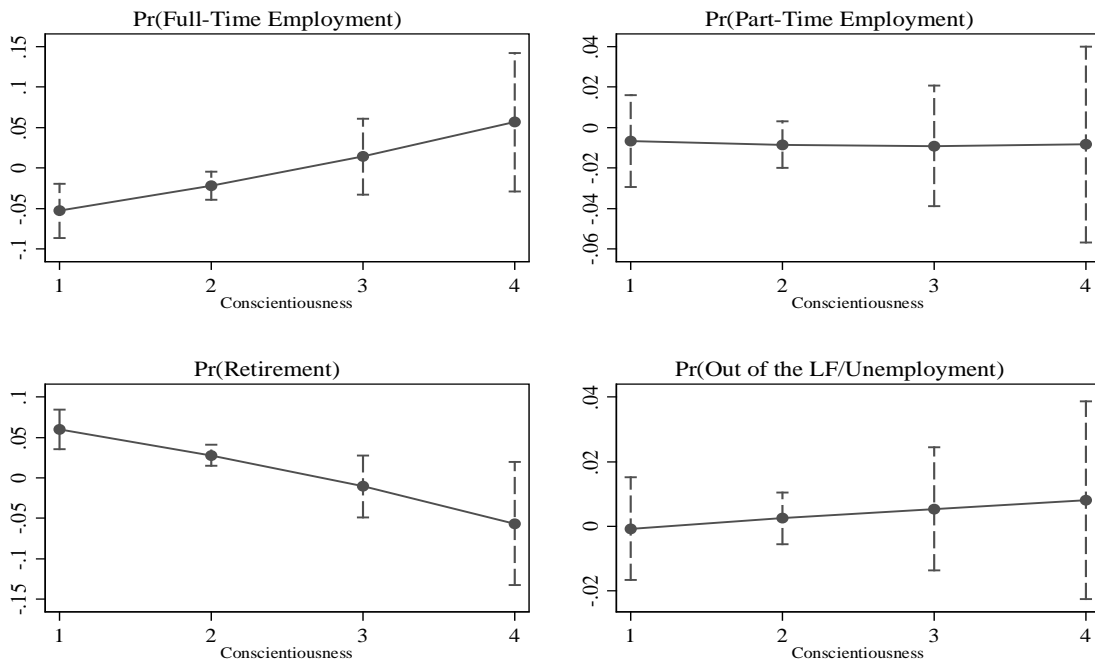 Pr(Full-Time Employment)
.15
.1
.05
0
-.05
-.1
1 2 3 4
Conscientiousness
Pr(Part-Time Employment)
.04
.02
0
-.02
-.04
-.06
1 2 3 4
Conscientiousness
Pr(Retirement)
.1
.05
0
-.05
-.1
-.15
1 2 3 4
Conscientiousness
Pr(Out of the LF/Unemployment)
.04
.02
0
-.02
1 2 3 4
Conscientiousness